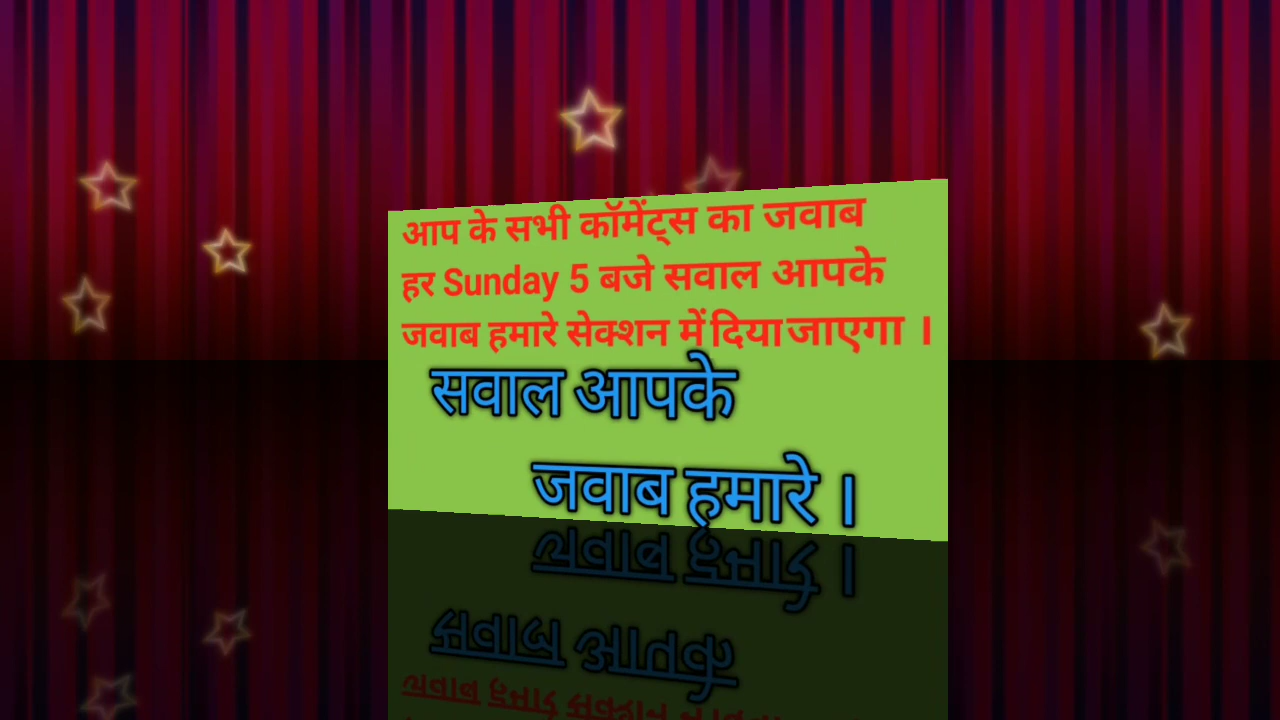 आप के सभी कॉमेंट्स का जवाब
हर Sunday 5 बजे सवाल आपके
जवाब हमारे सेक्शन में दिया जाएगा ।
सवाल आपके
जवाब हमारे ।